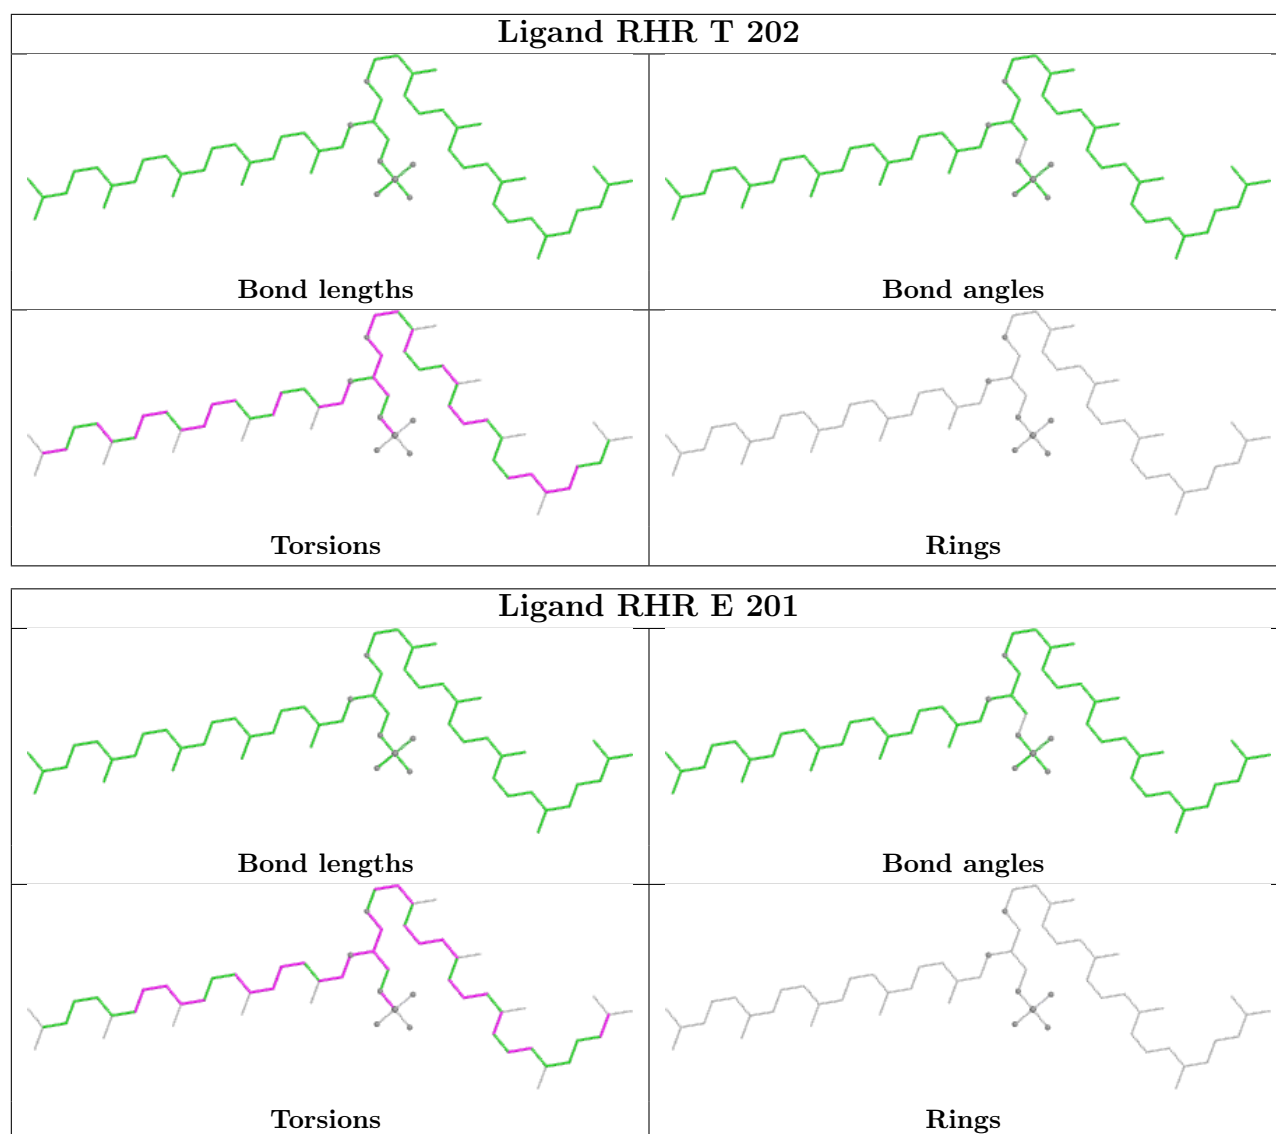 Ligand RHR T 202
Bond lengths
Bond angles
Torsions
Rings
Ligand RHR E 201
Bond lengths
Bond angles
Torsions
Rings